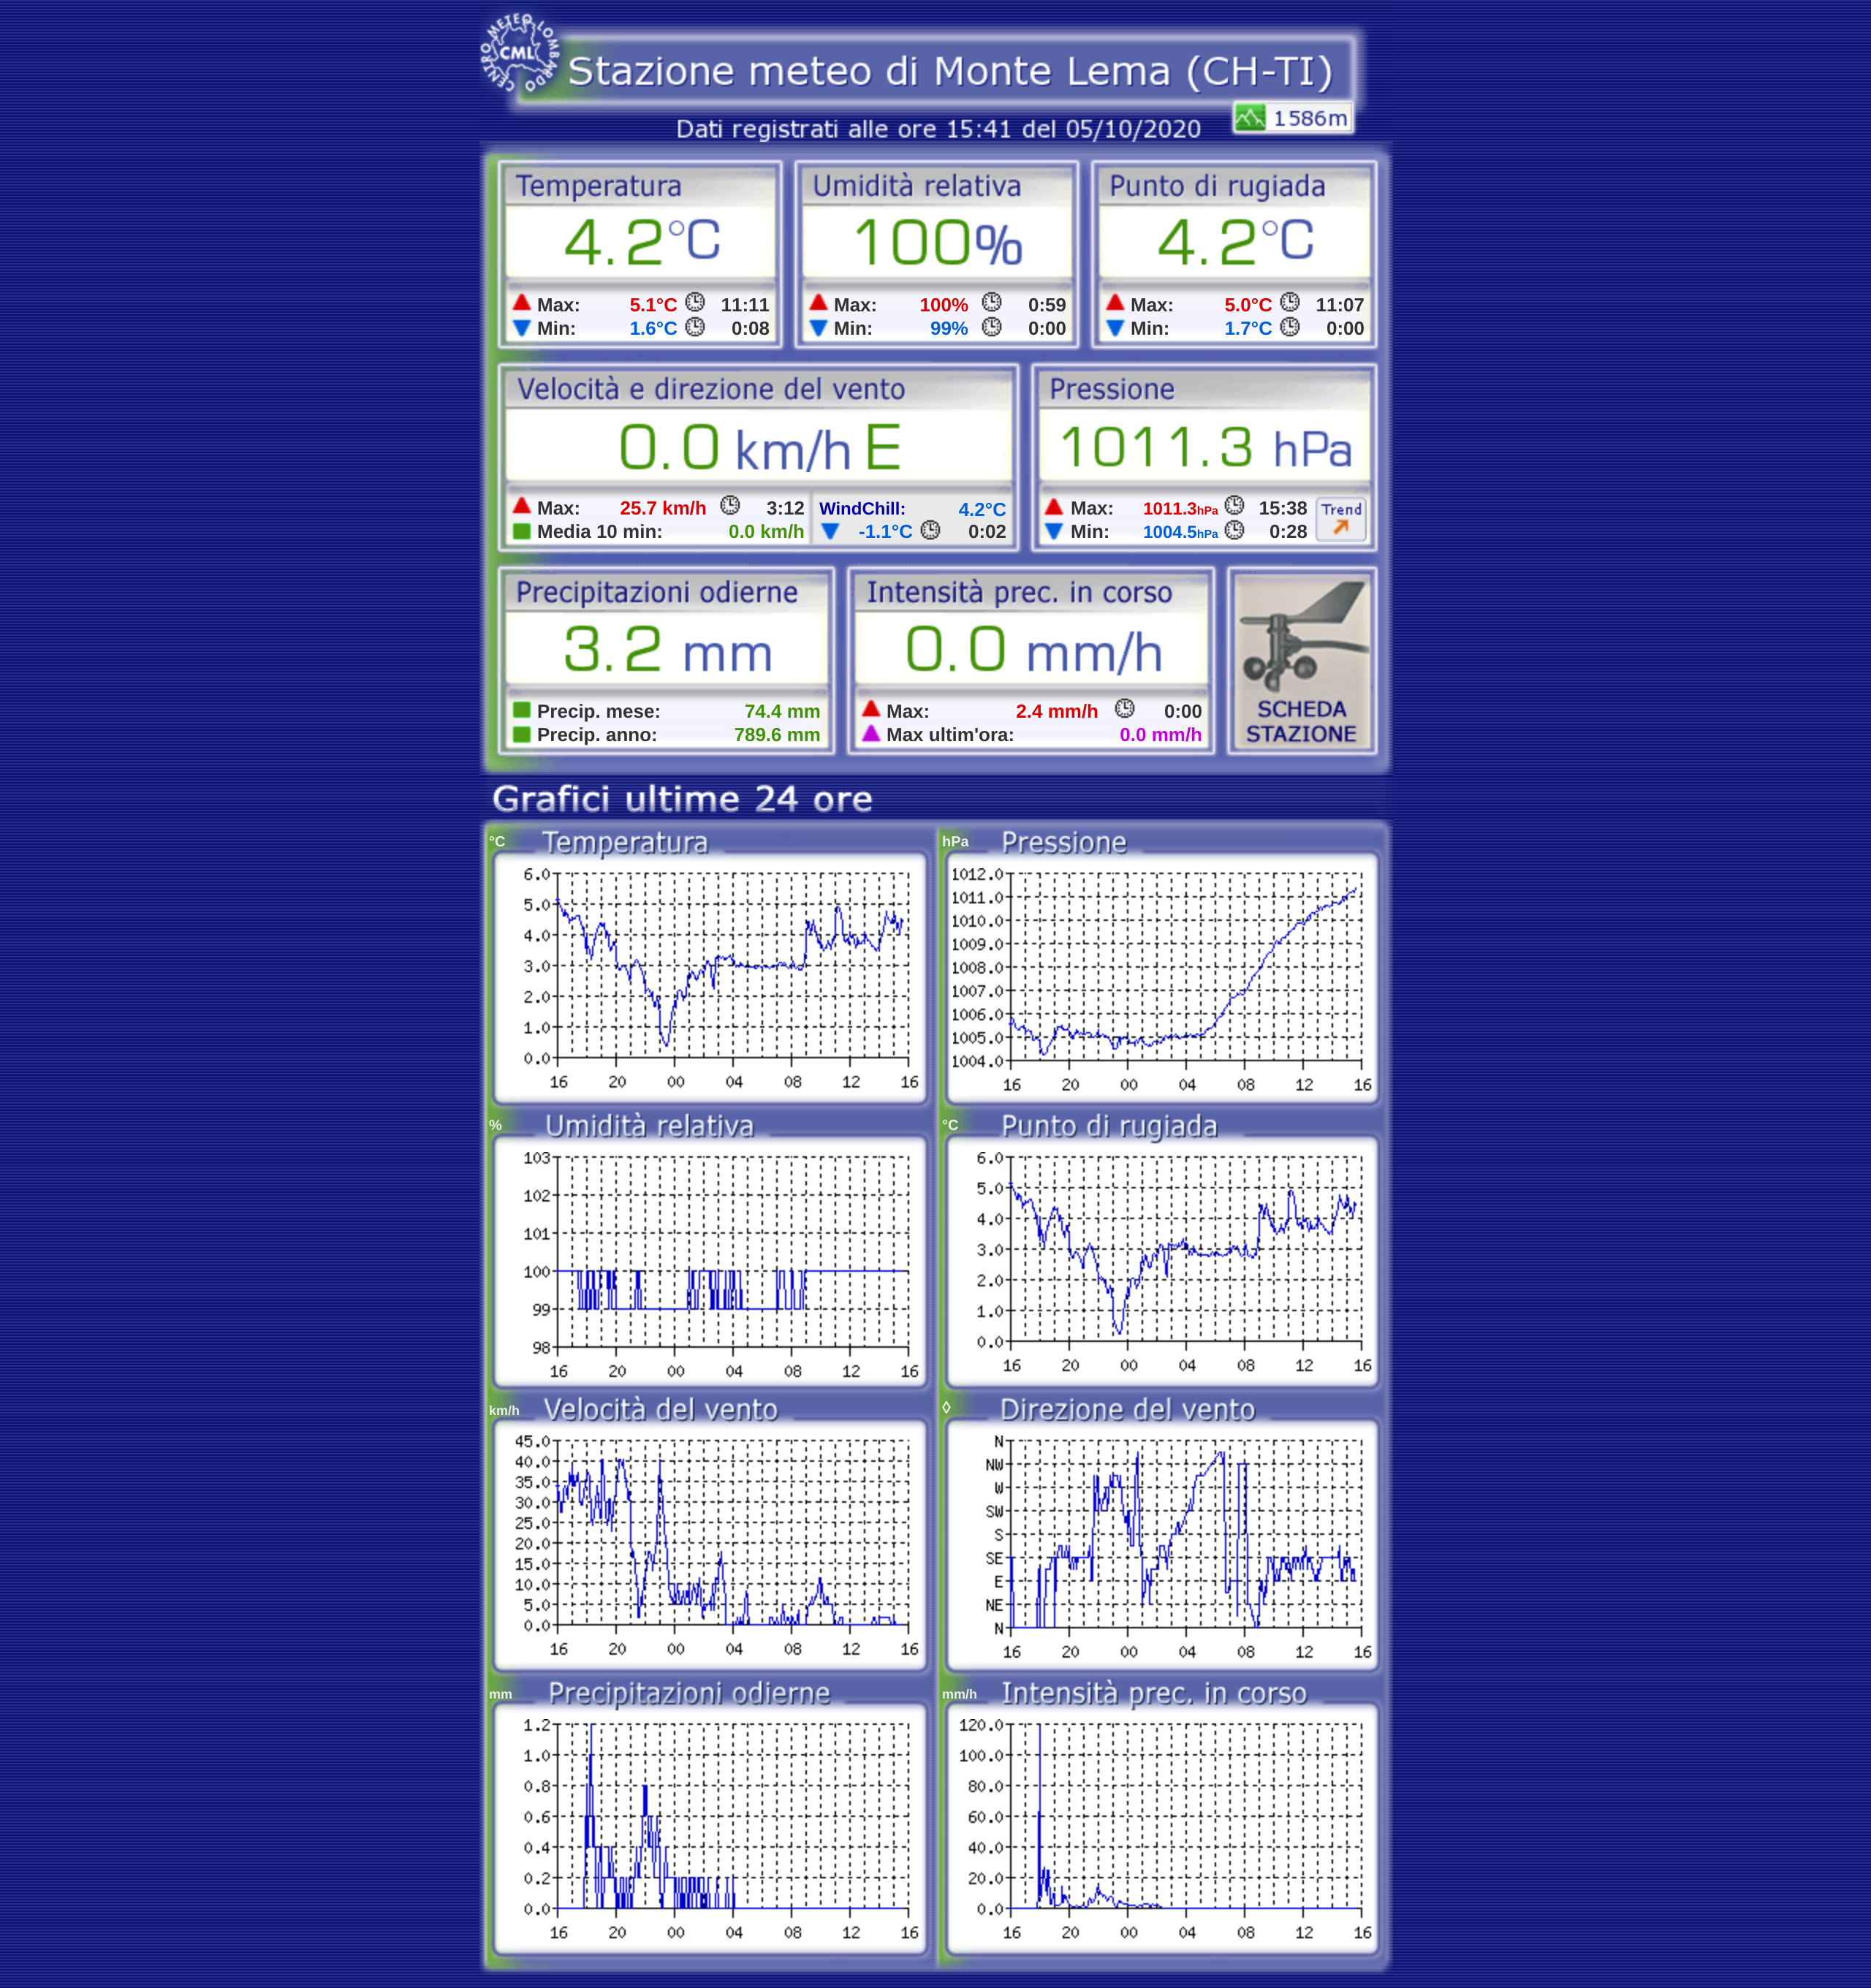 CENTRO METEO LOMBARDO
CML
Stazione meteo di Monte Lema (CH-TI)
1586m
Dati registrati alle ore 15:41 del 05/10/2020
Temperatura Umidità relativa Punto di rugiada
4.2°C 100% 4.2°C
Max: 5.1°C 11:11 Max: 100% 0:59 Max: 5.0°C 11:07
Min: 1.6°C 0:08 Min: 99% 0:00 Min: 1.7°C 0:00
Velocità e direzione del vento Pressione
0.0 km/h E 1011.3 hPa
Max: 25.7 km/h 3:12 WindChill: 4.2°C Max: 1011.3hPa 15:38 Trend
Media 10 min: 0.0 km/h -1.1°C 0:02 Min: 1004.5hPa 0:28
Precipitazioni odierne Intensità prec. in corso
3.2 mm 0.0 mm/h
Precip. mese: 74.4 mm Max: 2.4 mm/h 0:00 SCHEDA
Precip. anno: 789.6 mm Max ultim'ora: 0.0 mm/h STAZIONE
Grafici ultime 24 ore
°C Temperatura
6.0
5.0
4.0
3.0
2.0
1.0
0.0
16 20 00 04 08 12 16
hPa Pressione
1012.0
1011.0
1010.0
1009.0
1008.0
1007.0
1006.0
1005.0
1004.0
16 20 00 04 08 12 16
% Umidità relativa
103
102
101
100
99
98
16 20 00 04 08 12 16
°C Punto di rugiada
6.0
5.0
4.0
3.0
2.0
1.0
0.0
16 20 00 04 08 12 16
km/h Velocità del vento
45.0
40.0
35.0
30.0
25.0
20.0
15.0
10.0
5.0
0.0
16 20 00 04 08 12 16
◊ Direzione del vento
N
NW
W
SW
S
SE
E
NE
N
16 20 00 04 08 12 16
mm Precipitazioni odierne
1.2
1.0
0.8
0.6
0.4
0.2
0.0
16 20 00 04 08 12 16
mm/h Intensità prec. in corso
120.0
100.0
80.0
60.0
40.0
20.0
0.0
16 20 00 04 08 12 16